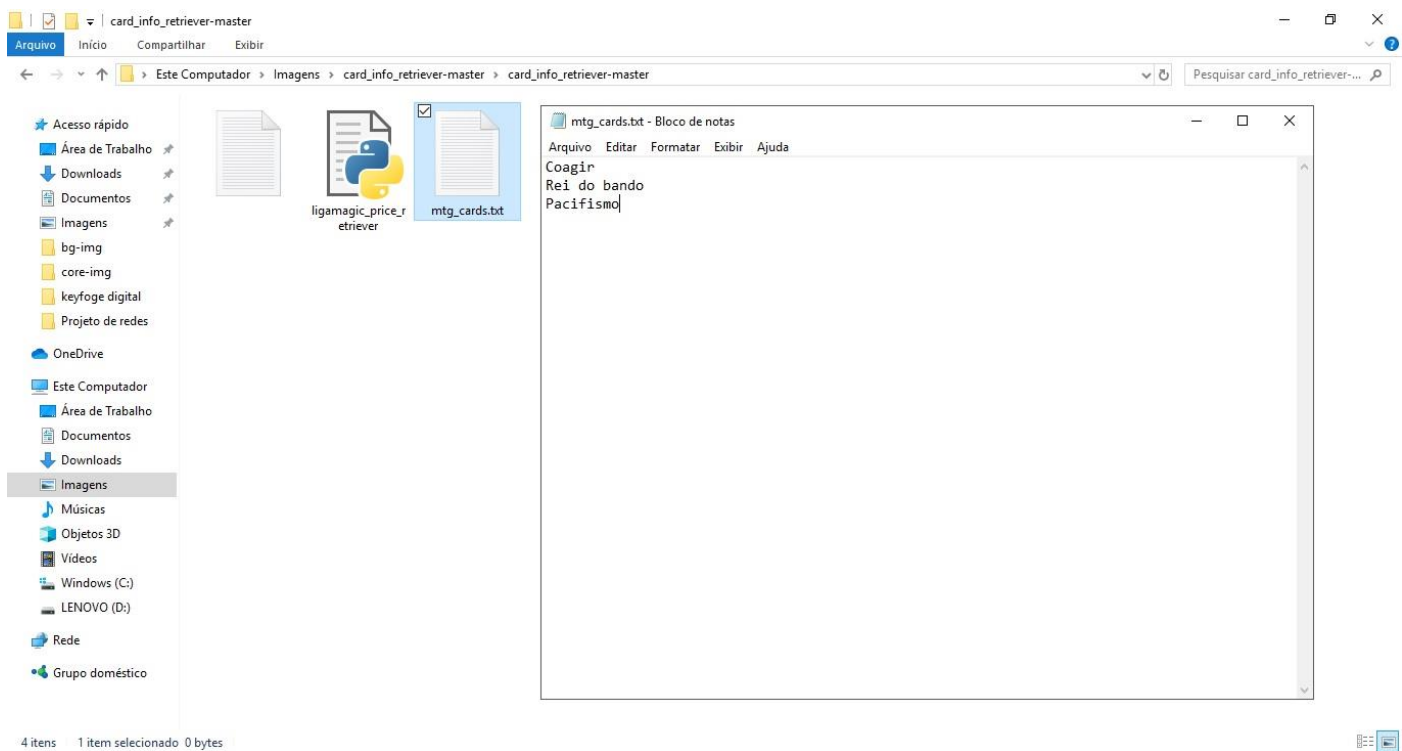 card_info_retriever-master
Arquivo Início Compartilhar Exibir
Este Computador > Imagens > card_info_retriever-master > card_info_retriever-master
Pesquisar card_info_retriever-...
Acesso rápido
Área de Trabalho
Downloads
Documentos
Imagens
bg-img
core-img
keyfoge digital
Projeto de redes
OneDrive
Este Computador
Área de Trabalho
Documentos
Downloads
Imagens
Músicas
Objetos 3D
Vídeos
Windows (C:)
LENOVO (D:)
Rede
Grupo doméstico
ligamagic_price_r
etriever
mtg_cards.txt
mtg_cards.txt - Bloco de notas
Arquivo Editar Formatar Exibir Ajuda
Coagir
Rei do bando
Pacifismo
4 itens 1 item selecionado 0 bytes